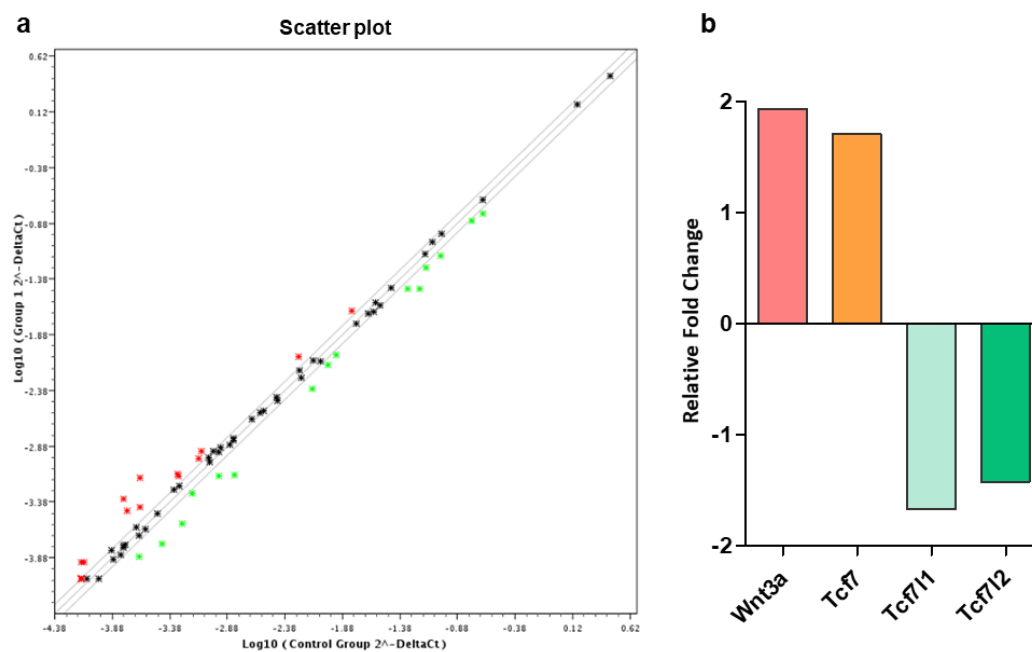 a
Scatter plot
0.62
0.12
-0.38
-0.88
-1.38
-1.88
-2.38
-2.88
-3.38
-3.88
Log10 (Group 1 2^-DeltaCt)
-4.38 -3.88 -3.38 -2.88 -2.38 -1.88 -1.38 -0.88 -0.38 0.12 0.62
Log10 (Control Group 2^-DeltaCt)
b
2
1
0
-1
-2
Relative Fold Change
Wnt3a Tcf7 Tcf7l1 Tcf7l2